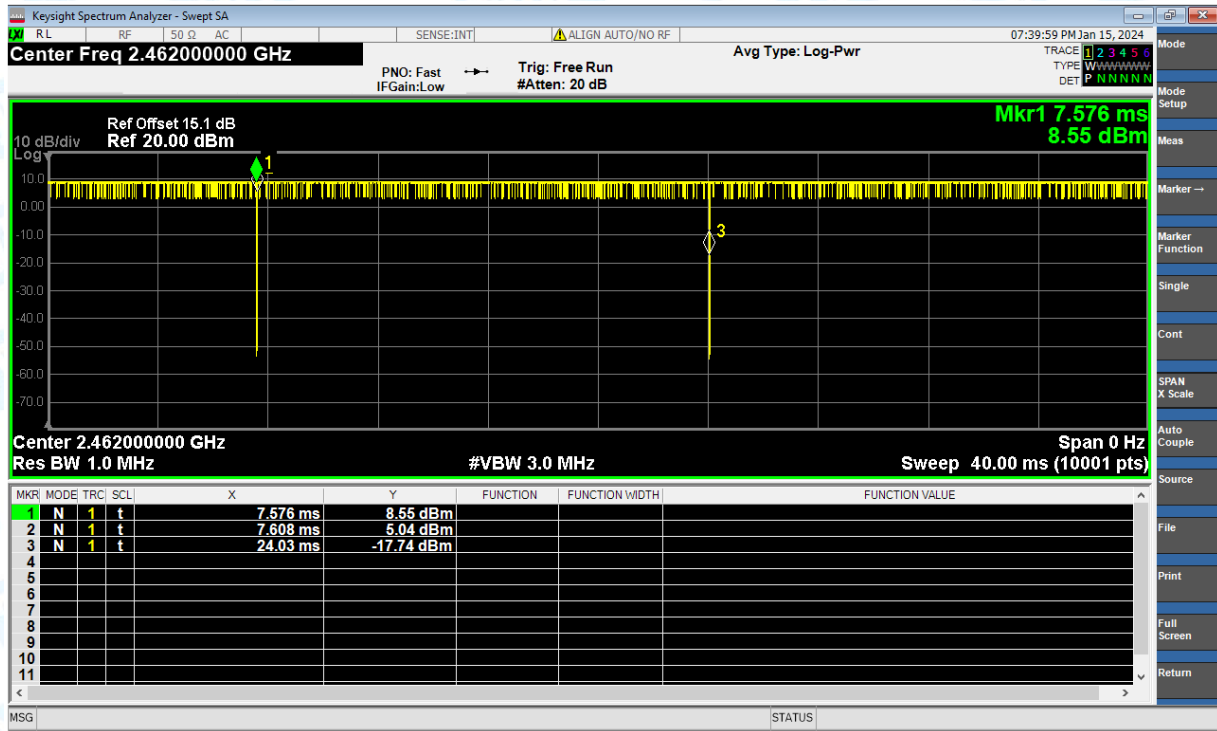 Keysight Spectrum Analyzer - Swept SA
LXI RL RF 50 Ω AC SENSE:INT ALIGN AUTO/NO RF 07:39:59 PM Jan 15, 2024
Center Freq 2.462000000 GHz
PNO: Fast
IFGain:Low
Trig: Free Run
#Atten: 20 dB
Avg Type: Log-Pwr
TRACE 1 2 3 4 5 6
TYPE WWWWWW
DET P N N N N N
Mkr1 7.576 ms
8.55 dBm
10 dB/div
Log
Ref Offset 15.1 dB
Ref 20.00 dBm
10.0
0.00
-10.0
-20.0
-30.0
-40.0
-50.0
-60.0
-70.0
1
3
Center 2.462000000 GHz Span 0 Hz
Res BW 1.0 MHz #VBW 3.0 MHz Sweep 40.00 ms (10001 pts)
MKR MODE TRC SCL X Y FUNCTION FUNCTION WIDTH FUNCTION VALUE
1 N 1 t 7.576 ms 8.55 dBm
2 N 1 t 7.608 ms 5.04 dBm
3 N 1 t 24.03 ms -17.74 dBm
4
5
6
7
8
9
10
11
MSG STATUS
Mode
Mode
Setup
Meas
Marker →
Marker
Function
Single
Cont
SPAN
X Scale
Auto
Couple
Source
File
Print
Full
Screen
Return